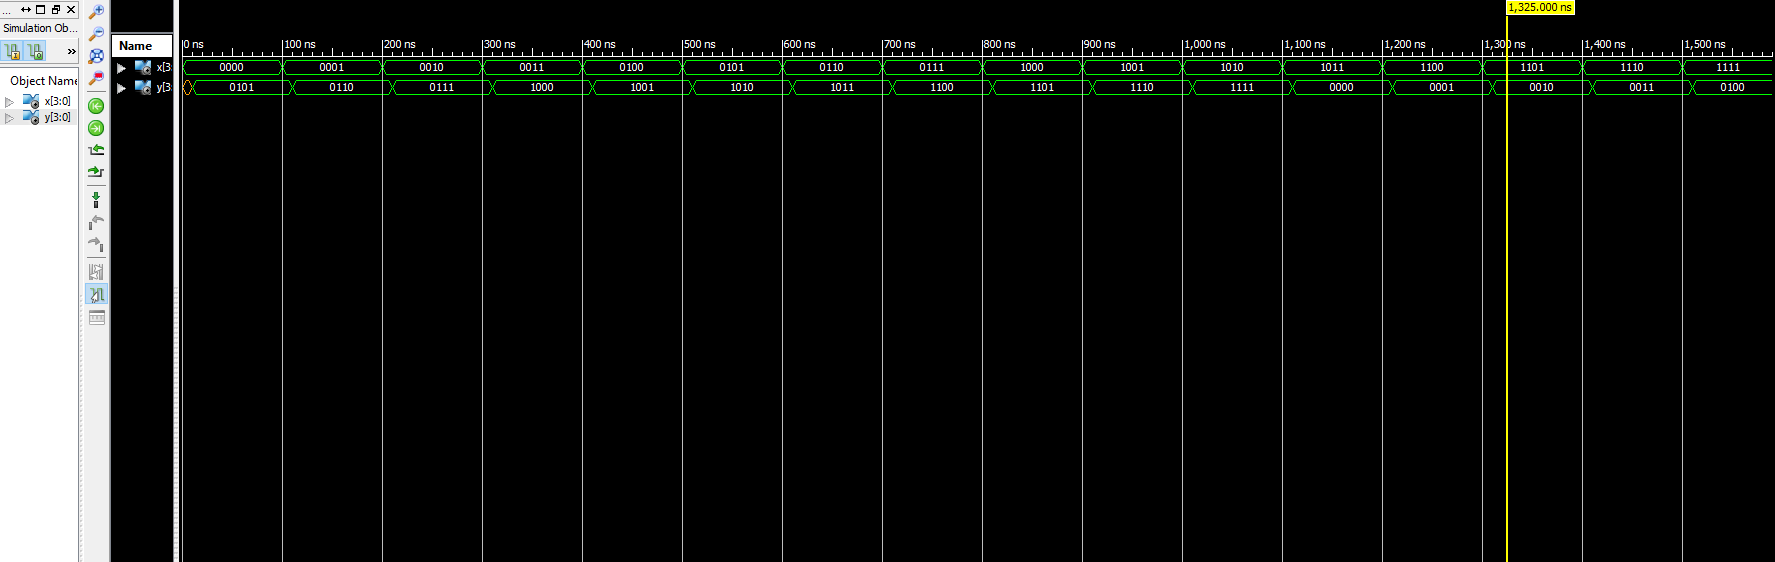 1,325.000 ns
...
Simulation Ob...
»
Name
0 ns 100 ns 200 ns 300 ns 400 ns 500 ns 600 ns 700 ns 800 ns 900 ns 1,000 ns 1,100 ns 1,200 ns 1,300 ns 1,400 ns 1,500 ns
x[3: 0000 0001 0010 0011 0100 0101 0110 0111 1000 1001 1010 1011 1100 1101 1110 1111
y[3: 0101 0110 0111 1000 1001 1010 1011 1100 1101 1110 1111 0000 0001 0010 0011 0100
Object Name
x[3:0]
y[3:0]